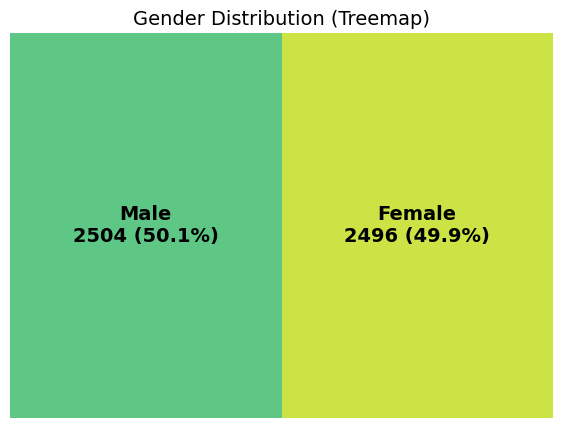 Gender Distribution (Treemap)
Male
2504 (50.1%)
Female
2496 (49.9%)